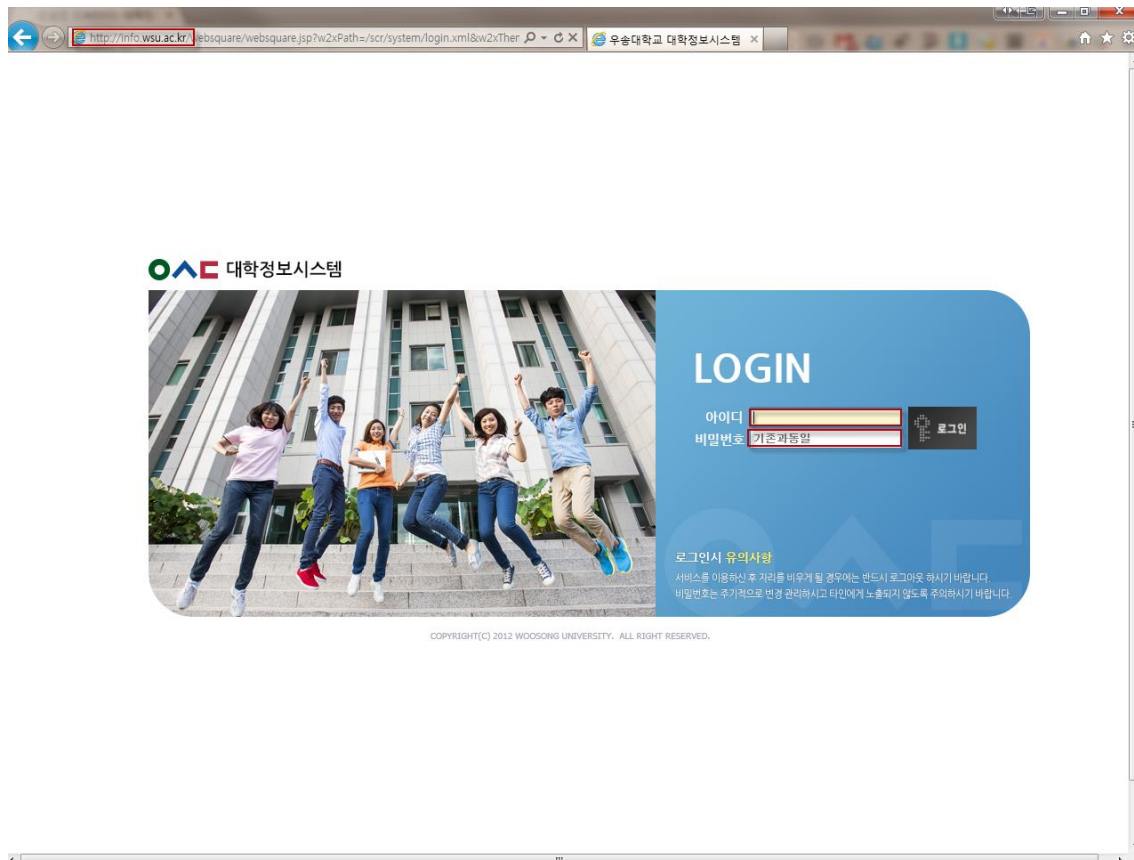 http://info.wsu.ac.kr/websquare/websquare.jsp?w2xPath=/scr/system/login.xml&w2xTher
우송대학교 대학정보시스템
대학정보시스템
LOGIN
아이디
비밀번호 기존과동일
로그인
로그인시 유의사항
서비스를 이용하신 후 자리를 비우게 될 경우에는 반드시 로그아웃 하시기 바랍니다.
비밀번호는 주기적으로 변경 관리하시고 타인에게 노출되지 않도록 주의하시기 바랍니다.
COPYRIGHT(C) 2012 WOOSONG UNIVERSITY. ALL RIGHT RESERVED.